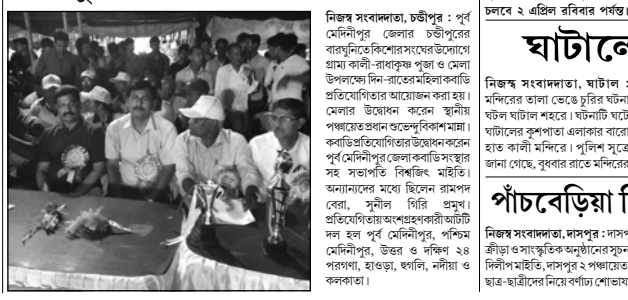 নিজস্ব সংবাদদাতা, চন্ডীপুর : পূর্ব
মেদিনীপুর জেলার চন্ডীপুরের
বারঘুনিতে কিশোর সংঘের উদ্যোগে
গ্রাম্য কালী-রাধাকৃষ্ণ পূজা ও মেলা
উপলক্ষ্যে দিন-রাতের মহিলা কবাডি
প্রতিযোগিতার আয়োজন করা হয়।
মেলার উদ্বোধন করেন স্থানীয়
পঞ্চায়েত প্রধান শুভেন্দু বিকাশ মান্না।
কবাডি প্রতিযোগিতার উদ্বোধন করেন
পূর্ব মেদিনীপুর জেলা কবাডি সংস্থার
সহ সভাপতি বিশ্বজিৎ মাইতি।
অন্যান্যদের মধ্যে ছিলেন রামপদ
বেরা, সুনীল গিরি প্রমুখ।
প্রতিযোগিতায় অংশগ্রহণকারী আটটি
দল হল পূর্ব মেদিনীপুর, পশ্চিম
মেদিনীপুর, উত্তর ও দক্ষিণ ২৪
পরগণা, হাওড়া, হুগলি, নদীয়া ও
কলকাতা।
চলবে ২ এপ্রিল রবিবার পর্যন্ত।
ঘাটালে
নিজস্ব সংবাদদাতা, ঘাটাল :
মন্দিরের তালা ভেঙে চুরির ঘটনা
ঘটল ঘাটাল শহরে। ঘটনাটি ঘটে
ঘাটালের কুশপাতা এলাকার বারো
হাত কালী মন্দিরে। পুলিশ সূত্রে
জানা গেছে, বুধবার রাতে মন্দিরের
পাঁচবেড়িয়া
নিজস্ব সংবাদদাতা, দাসপুর : দাসপ
ক্রীড়া ও সাংস্কৃতিক অনুষ্ঠানের সূচন
দিলীপ মাইতি, দাসপুর ২ পঞ্চায়েত
ছাত্র-ছাত্রীদের নিয়ে বর্ণাঢ্য শোভায